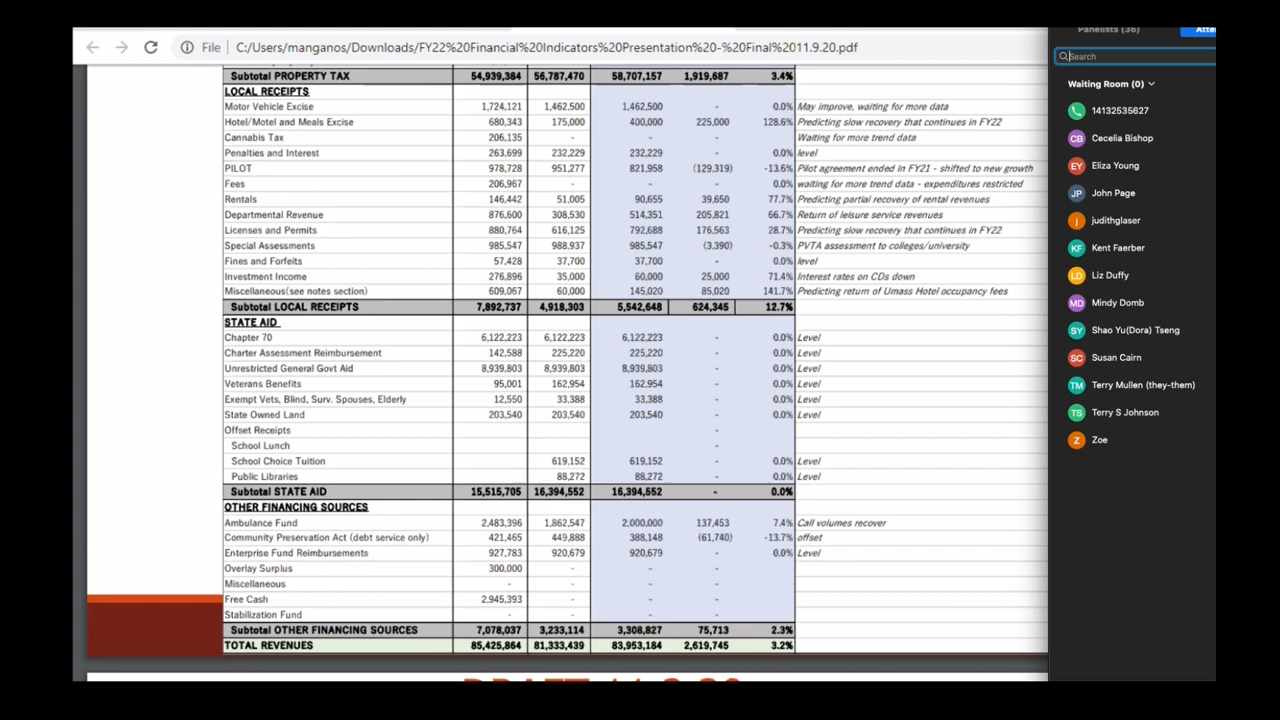 File C:/Users/manganos/Downloads/FY22%20Financial%20Indicators%20Presentation%20-%20Final%2011.9.20.pdf
Subtotal PROPERTY TAX 54,939,384 56,787,470 58,707,157 1,919,687 3.4%
LOCAL RECEIPTS
Motor Vehicle Excise 1,724,121 1,462,500 1,462,500 - 0.0% May improve, waiting for more data
Hotel/Motel and Meals Excise 680,343 175,000 400,000 225,000 128.6% Predicting slow recovery that continues in FY22
Cannabis Tax 206,135 - - - Waiting for more trend data
Penalties and Interest 263,699 232,229 232,229 - 0.0% level
PILOT 978,728 951,277 821,958 (129,319) -13.6% Pilot agreement ended in FY21 - shifted to new growth
Fees 206,967 - - - 0.0% waiting for more trend data - expenditures restricted
Rentals 146,442 51,005 90,655 39,650 77.7% Predicting partial recovery of rental revenues
Departmental Revenue 876,600 308,530 514,351 205,821 66.7% Return of leisure service revenues
Licenses and Permits 880,764 616,125 792,688 176,563 28.7% Predicting slow recovery that continues in FY22
Special Assessments 985,547 988,937 985,547 (3,390) -0.3% PVTA assessment to colleges/university
Fines and Forfeits 57,428 37,700 37,700 - 0.0% level
Investment Income 276,896 35,000 60,000 25,000 71.4% Interest rates on CDs down
Miscellaneous(see notes section) 609,067 60,000 145,020 85,020 141.7% Predicting return of Umass Hotel occupancy fees
Subtotal LOCAL RECEIPTS 7,892,737 4,918,303 5,542,648 624,345 12.7%
STATE AID
Chapter 70 6,122,223 6,122,223 6,122,223 - 0.0% Level
Charter Assessment Reimbursement 142,588 225,220 225,220 - 0.0% Level
Unrestricted General Govt Aid 8,939,803 8,939,803 8,939,803 - 0.0% Level
Veterans Benefits 95,001 162,954 162,954 - 0.0% Level
Exempt Vets, Blind, Surv. Spouses, Elderly 12,550 33,388 33,388 - 0.0% Level
State Owned Land 203,540 203,540 203,540 - 0.0% Level
Offset Receipts -
School Lunch -
School Choice Tuition 619,152 619,152 - 0.0% Level
Public Libraries 88,272 88,272 - 0.0% Level
Subtotal STATE AID 15,515,705 16,394,552 16,394,552 - 0.0%
OTHER FINANCING SOURCES
Ambulance Fund 2,483,396 1,862,547 2,000,000 137,453 7.4% Call volumes recover
Community Preservation Act (debt service only) 421,465 449,888 388,148 (61,740) -13.7% offset
Enterprise Fund Reimbursements 927,783 920,679 920,679 - 0.0% Level
Overlay Surplus 300,000 - - -
Miscellaneous - - - -
Free Cash 2,945,393 - - -
Stabilization Fund - - - -
Subtotal OTHER FINANCING SOURCES 7,078,037 3,233,114 3,308,827 75,713 2.3%
TOTAL REVENUES 85,425,864 81,333,439 83,953,184 2,619,745 3.2%
Panelists (36)
Search
Waiting Room (0)
14132535627
CB Cecelia Bishop
EY Eliza Young
JP John Page
j judithglaser
KF Kent Faerber
LD Liz Duffy
MD Mindy Domb
SY Shao Yu(Dora) Tseng
SC Susan Cairn
TM Terry Mullen (they-them)
TS Terry S Johnson
Z Zoe